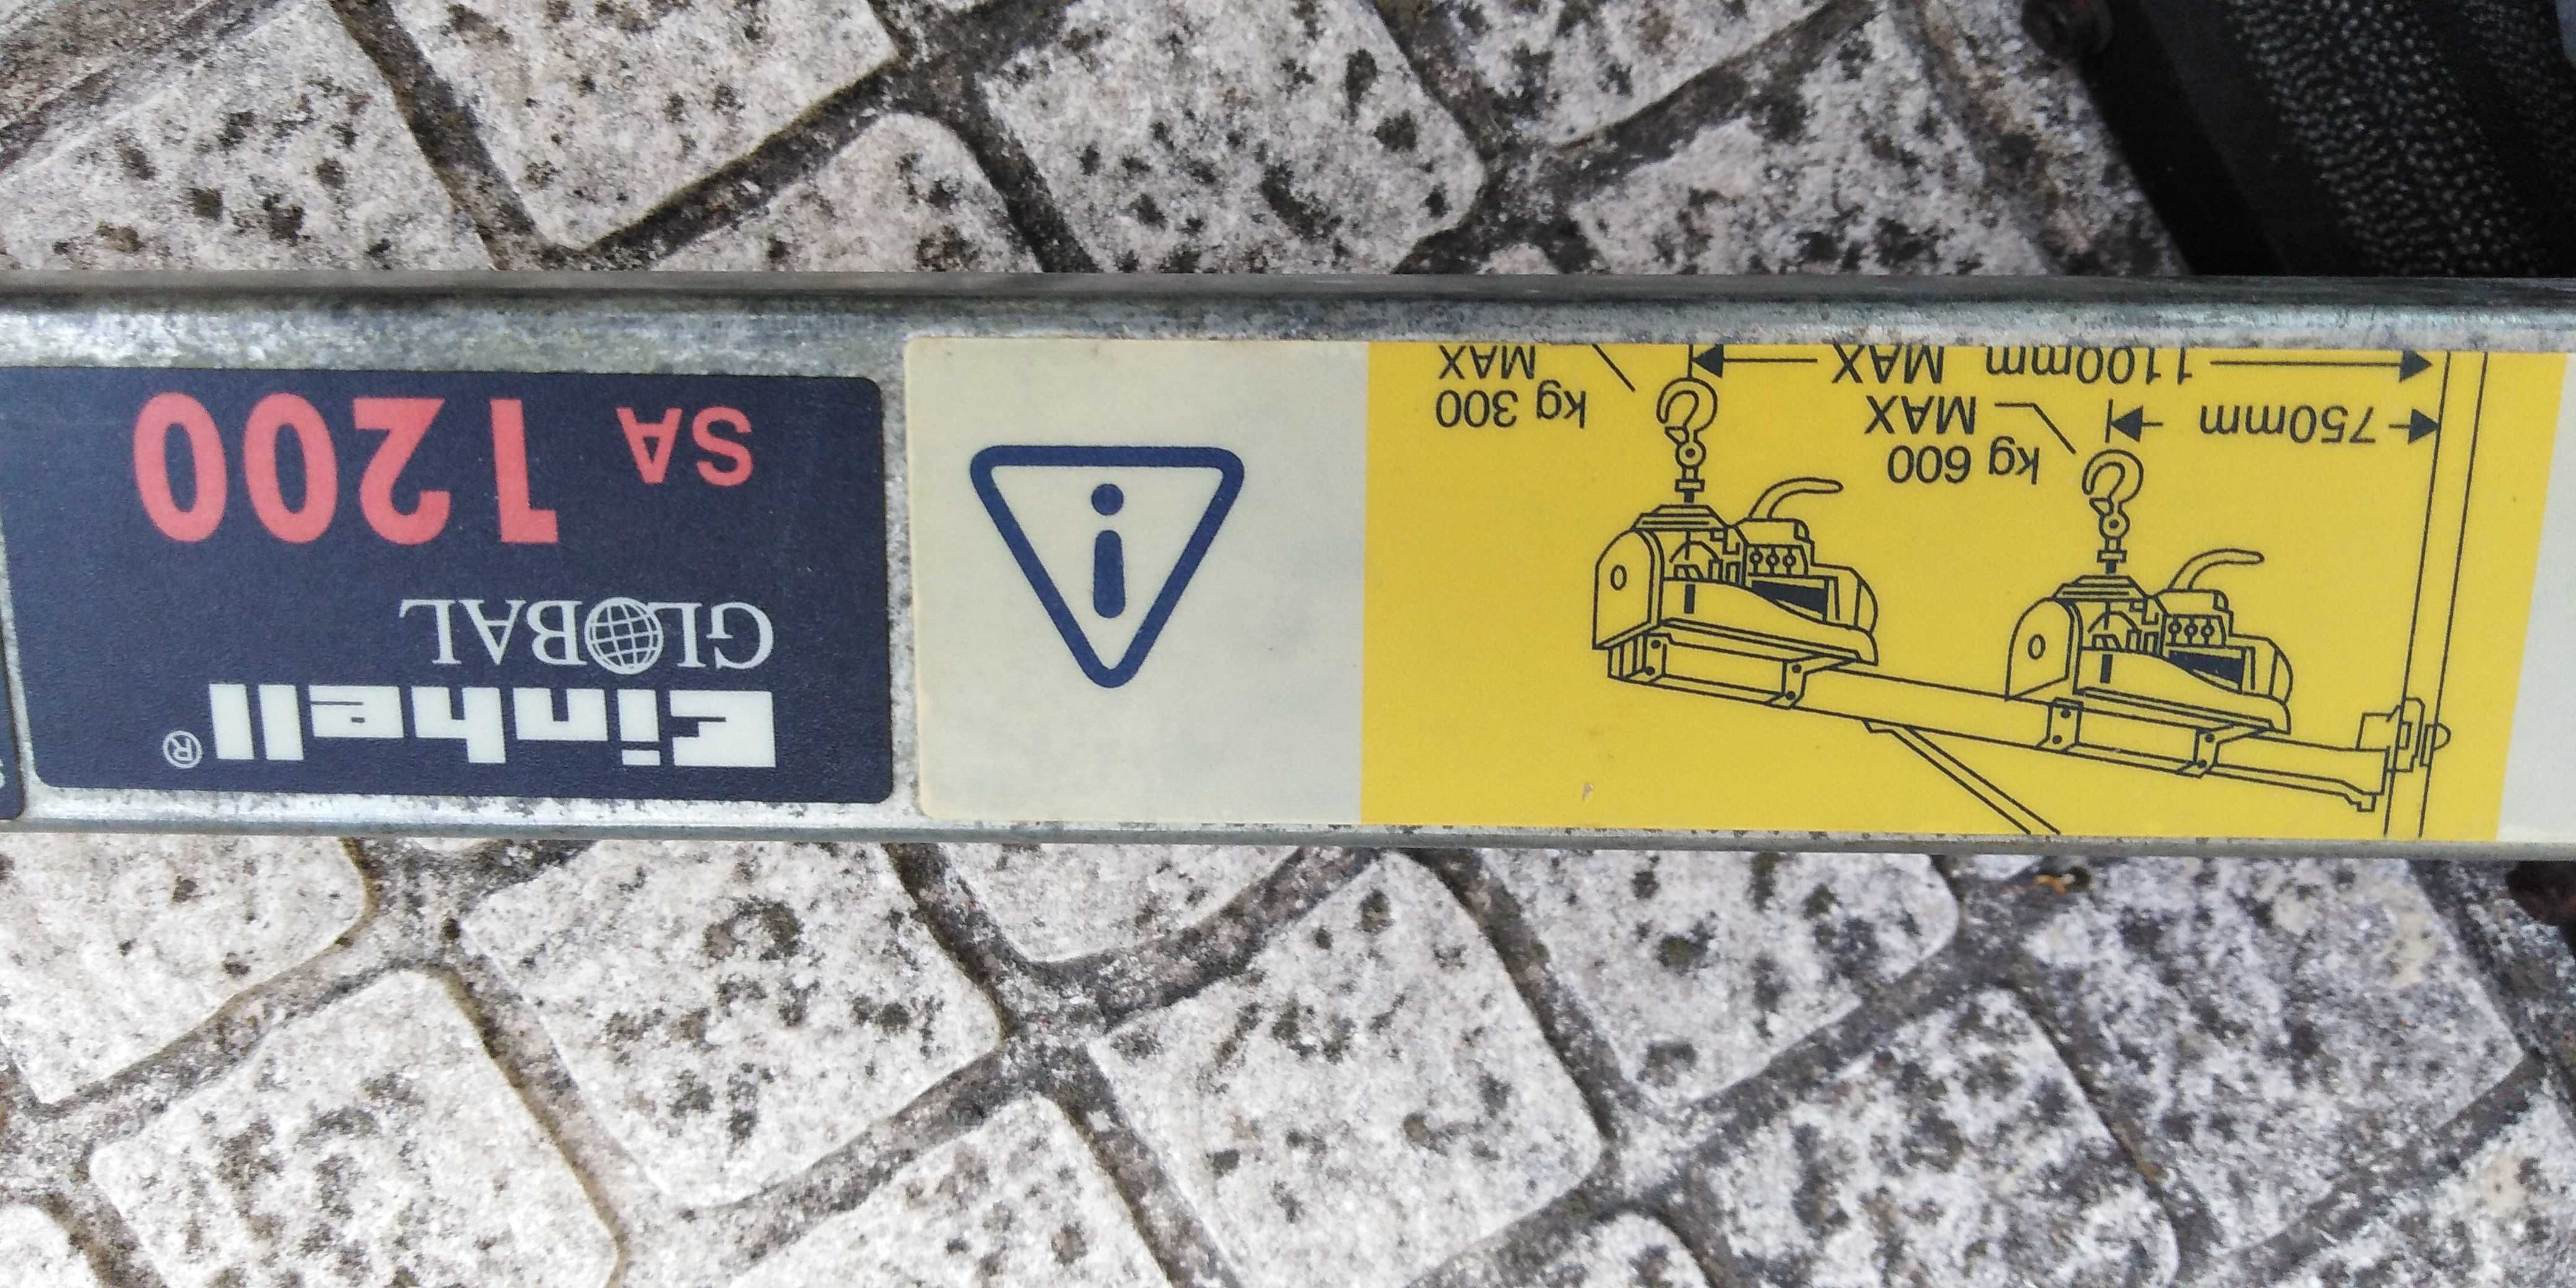 750mm
kg 600
MAX
1100mm MAX
kg 300
MAX
Einhell®
GLOBAL
SA 1200